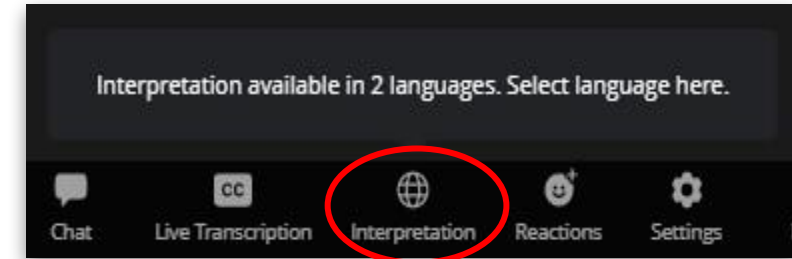 Interpretation available in 2 languages. Select language here.
CC
Chat Live Transcription Interpretation Reactions Settings